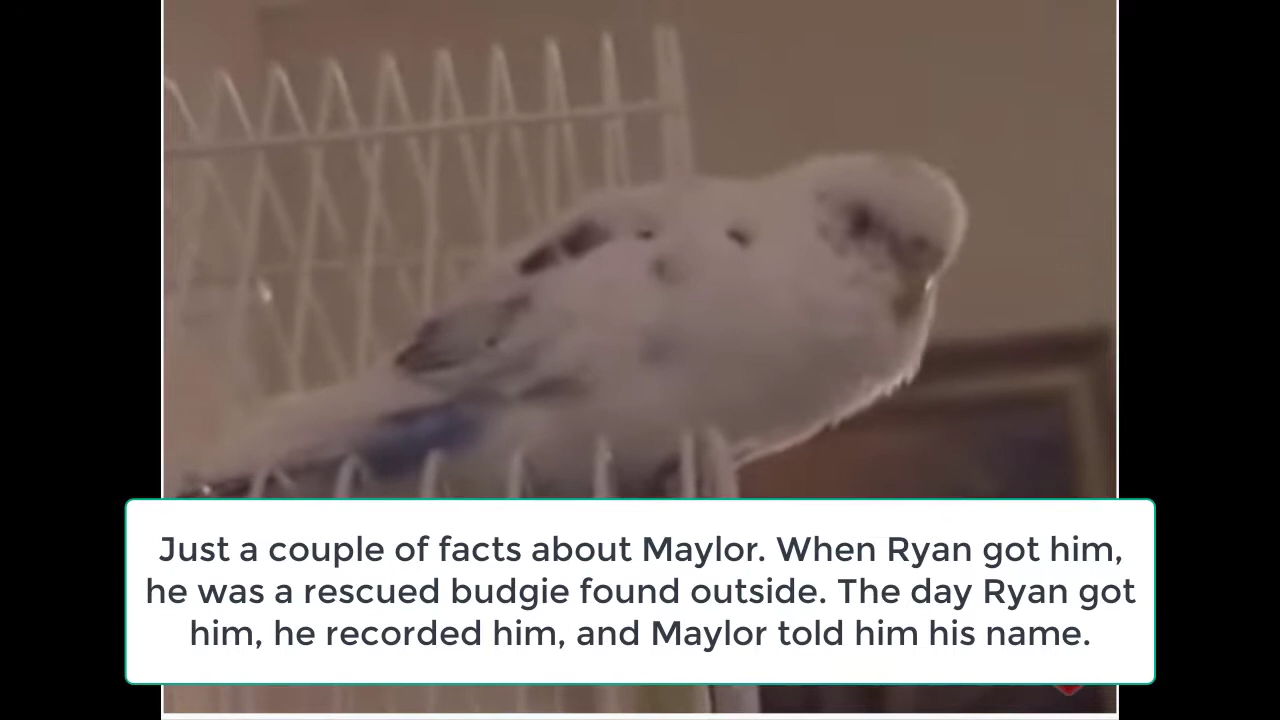 Just a couple of facts about Maylor. When Ryan got him,
he was a rescued budgie found outside. The day Ryan got
him, he recorded him, and Maylor told him his name.